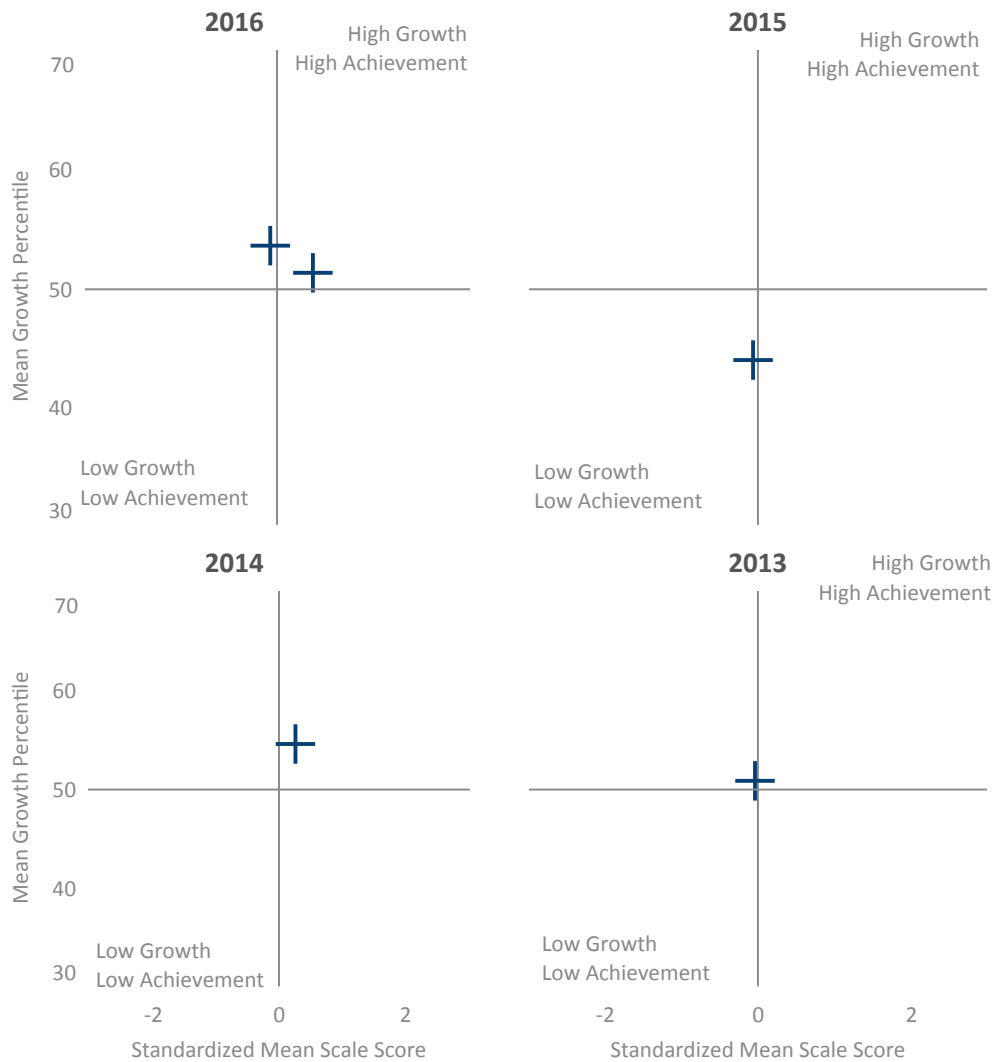 2016
High Growth
High Achievement
70
60
50
40
30
Mean Growth Percentile
Low Growth
Low Achievement
2015
High Growth
High Achievement
Low Growth
Low Achievement
2014
70
60
50
40
30
Mean Growth Percentile
Low Growth
Low Achievement
-2 0 2
Standardized Mean Scale Score
2013
High Growth
High Achievement
Low Growth
Low Achievement
-2 0 2
Standardized Mean Scale Score